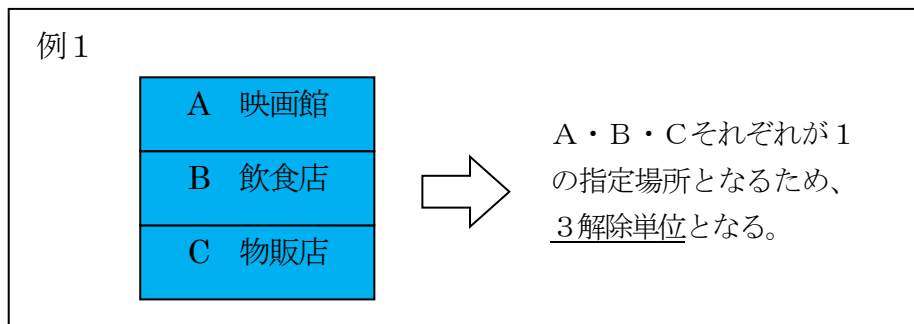 例１
A　映画館
B　飲食店
C　物販店
Ａ・Ｂ・Ｃそれぞれが１
の指定場所となるため、
３解除単位となる。